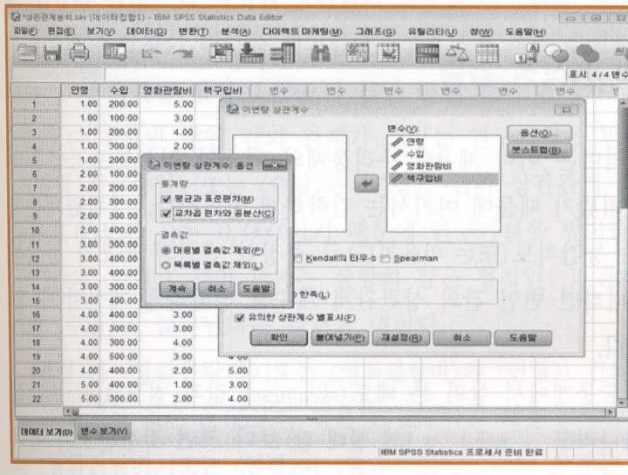 *상관관계분석.sav [데이터집합1] - IBM SPSS Statistics Data Editor
파일(F) 편집(E) 보기(V) 데이터(D) 변환(T) 분석(A) 다이렉트 마케팅(M) 그래프(G) 유틸리티(U) 창(W) 도움말(H)
표시: 4 / 4 변수
연령 수입 영화관람비 책구입비 변수 변수 변수 변수 변수 변수
1 1.00 200.00 5.00
2 1.00 100.00 3.00
3 1.00 200.00 4.00
4 1.00 300.00 2.00
5 1.00 200.00
6 2.00 200.00
7 2.00 200.00
8 2.00 300.00
9 2.00 300.00
10 2.00 400.00
11 3.00 300.00
12 3.00 400.00
13 3.00 400.00
14 3.00 300.00
15 3.00 400.00
16 4.00 400.00 3.00
17 4.00 300.00 3.00
18 4.00 300.00 4.00
19 4.00 500.00 3.00 4.00
20 4.00 400.00 2.00 5.00
21 5.00 400.00 1.00 3.00
22 5.00 300.00 2.00 4.00
이변량 상관계수
변수(V):
연령
수입
영화관람비
책구입비
옵션(O)...
붓스트랩(B)...
Kendall의 타우-b Spearman
한쪽(L)
유의한 상관계수 별표시(F)
확인 붙여넣기(P) 재설정(R) 취소 도움말
이변량 상관계수: 옵션
통계량
평균과 표준편차(M)
교차곱 편차와 공분산(C)
결측값
대응별 결측값 제외(P)
목록별 결측값 제외(L)
계속 취소 도움말
데이터 보기(D) 변수 보기(V)
IBM SPSS Statistics 프로세서 준비 완료